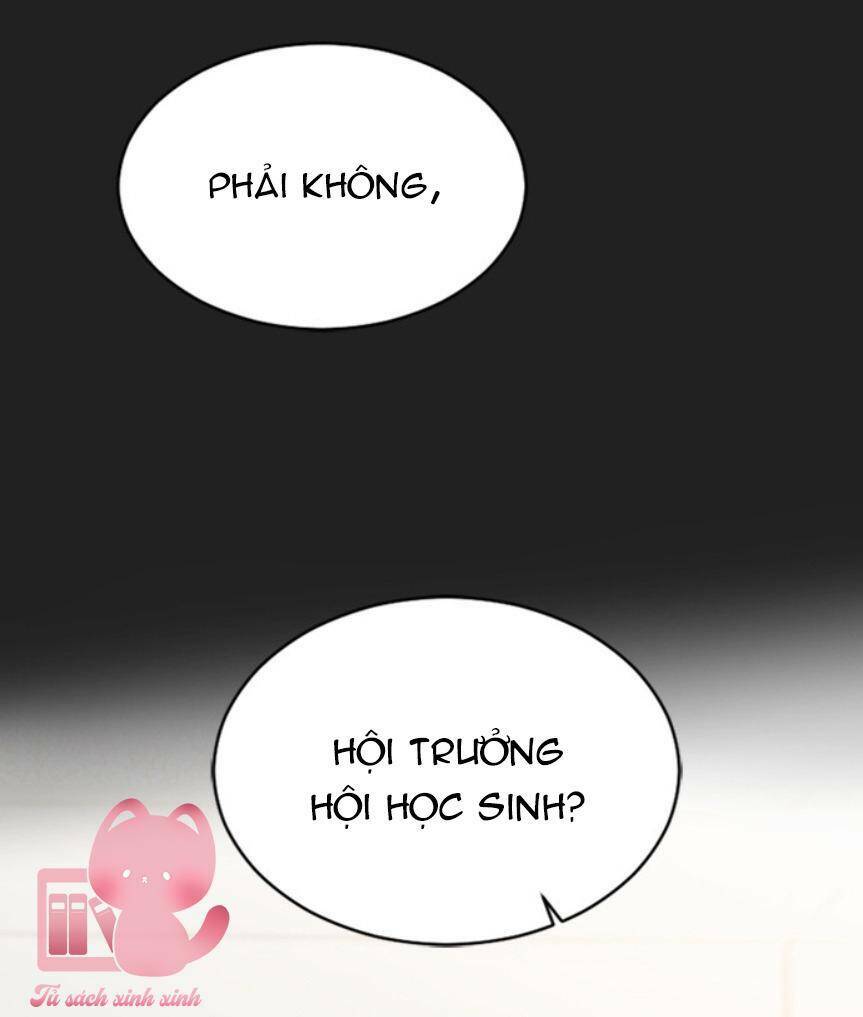 PHẢI KHÔNG,
HỘI TRƯỞNG
HỘI HỌC SINH?
Tủ sách xinh xinh